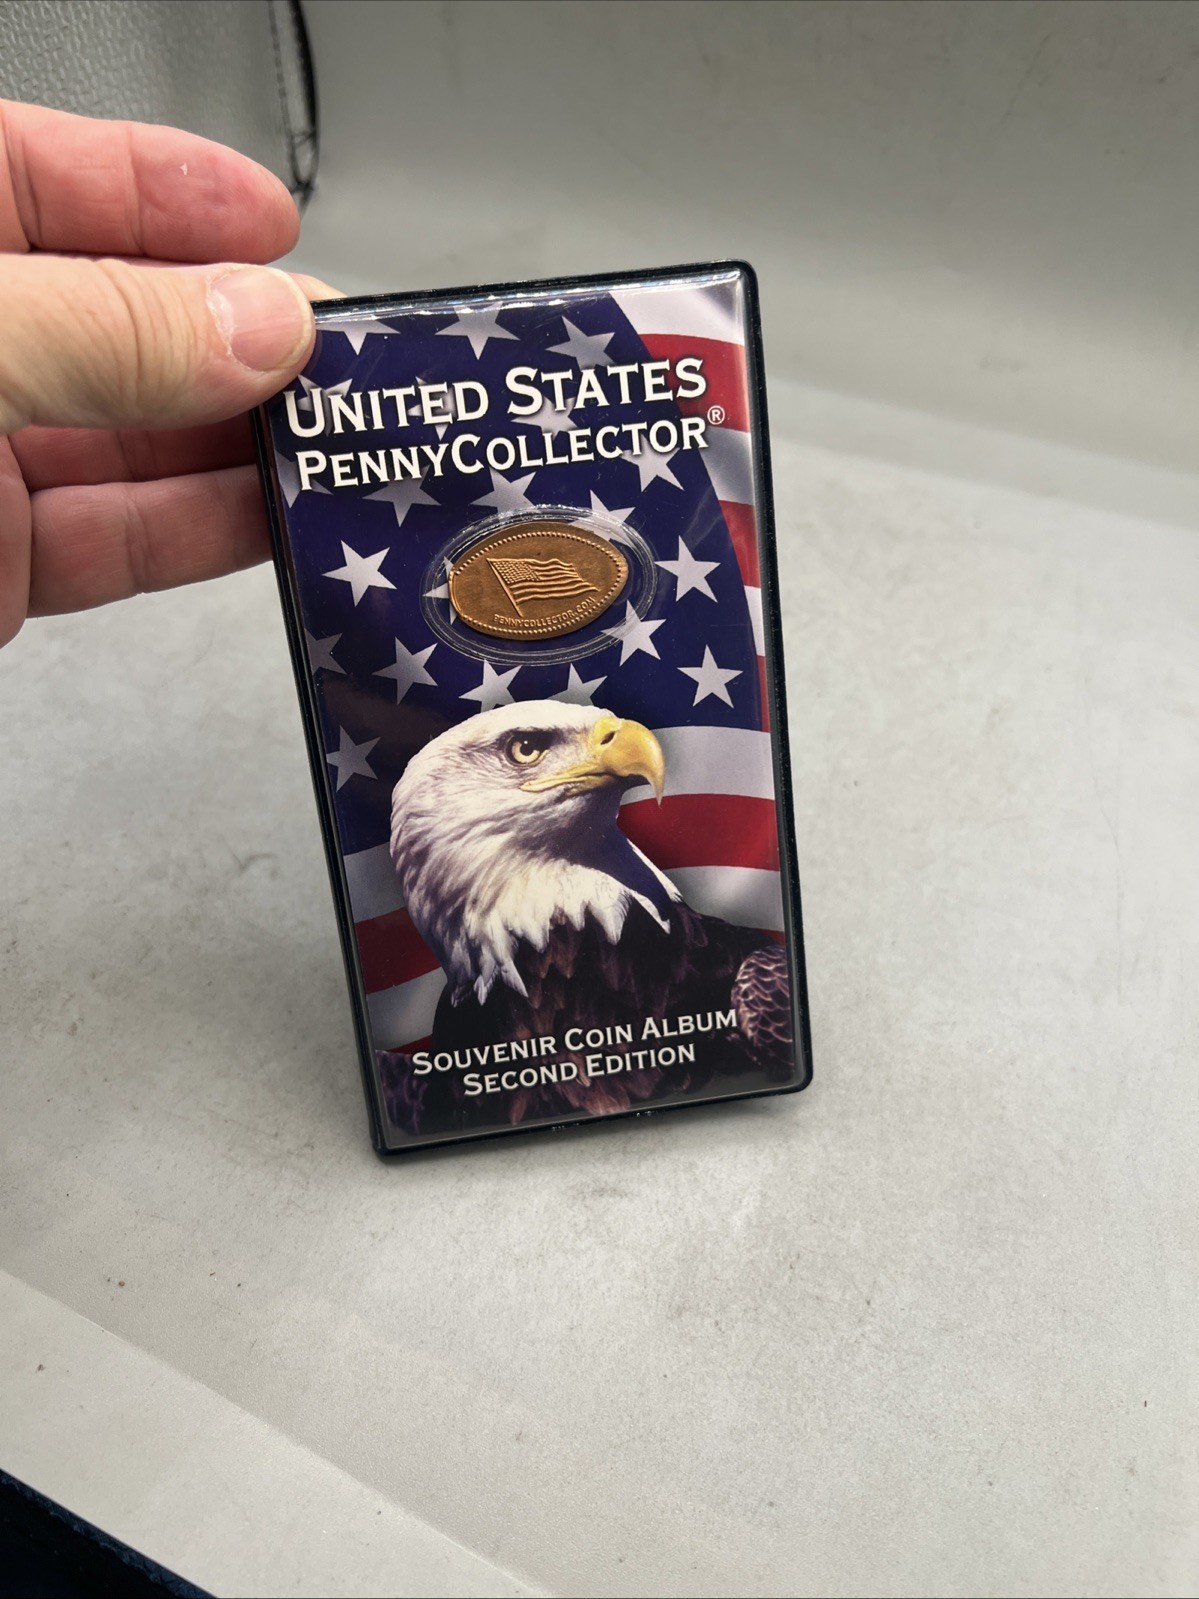 UNITED STATES
PENNYCOLLECTOR®
PENNYCOLLECTOR.COM
SOUVENIR COIN ALBUM
SECOND EDITION